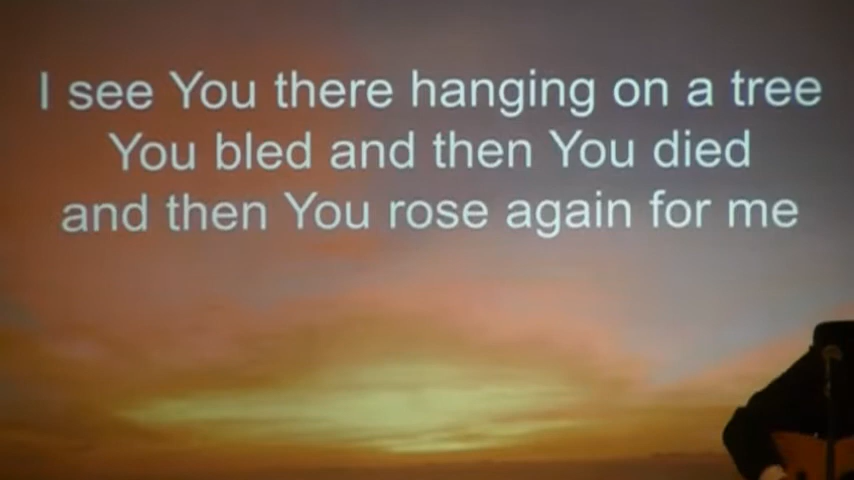 I see You there hanging on a tree
You bled and then You died
and then You rose again for me